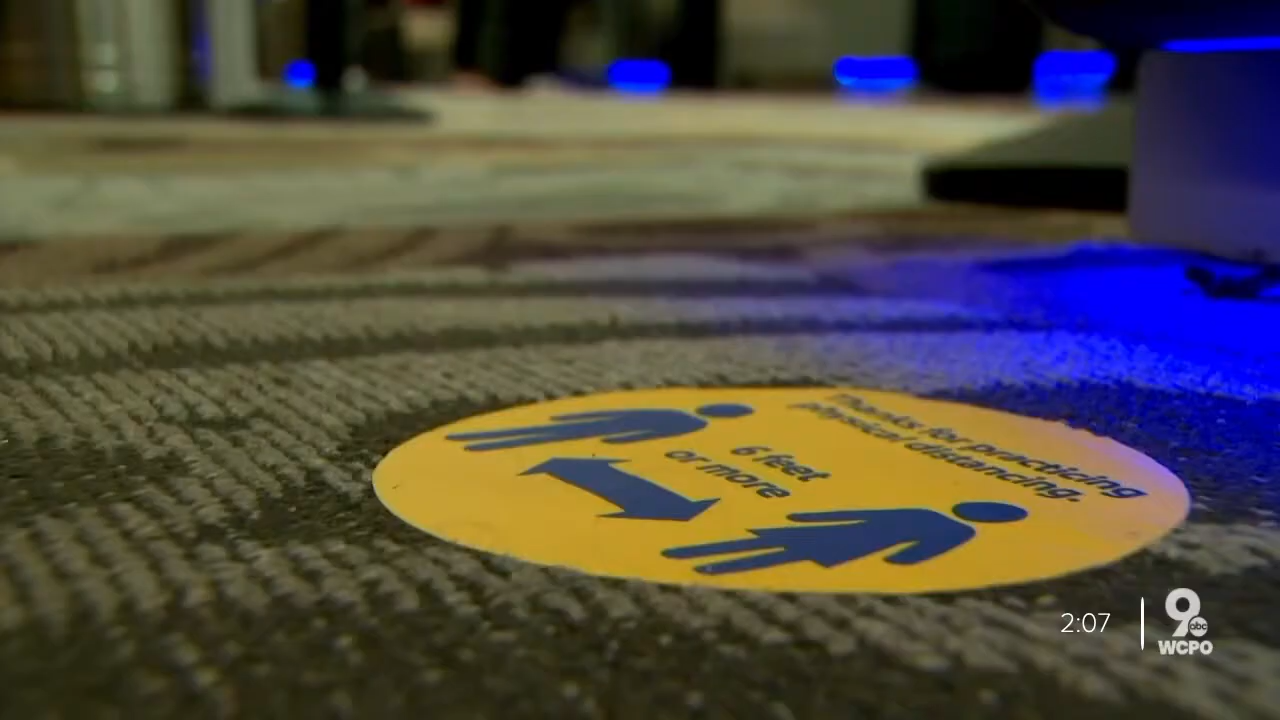 Thanks for practicing
physical distancing.
6 feet
or more
2:07
9
abc
WCPO